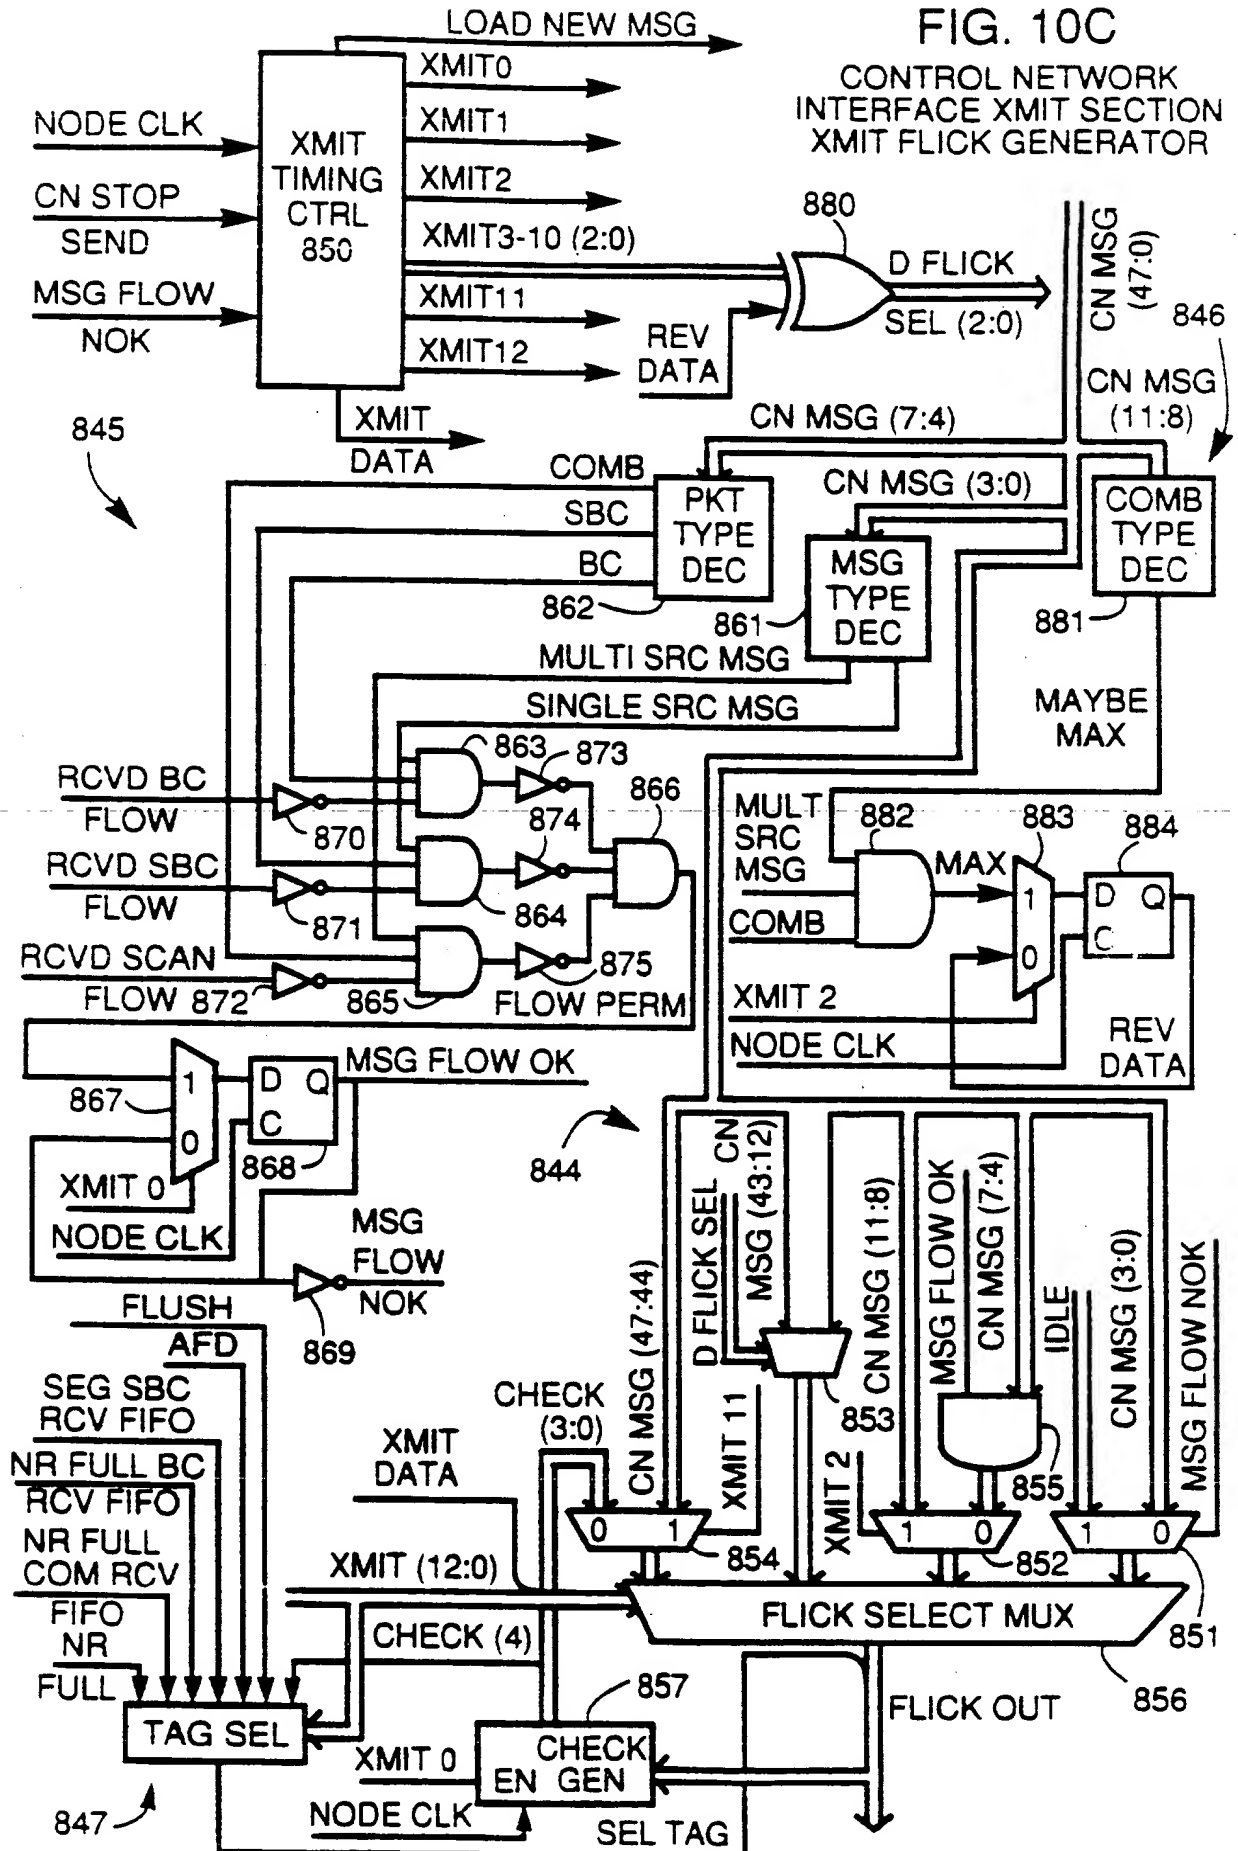 FIG. 10C
CONTROL NETWORK
INTERFACE XMIT SECTION
XMIT FLICK GENERATOR
LOAD NEW MSG
XMIT0
XMIT1
XMIT2
XMIT3-10 (2:0)
XMIT11
XMIT12
NODE CLK
CN STOP
SEND
MSG FLOW
NOK
XMIT
TIMING
CTRL
850
XMIT
DATA
880
D FLICK
SEL (2:0)
REV
DATA
CN MSG
(47:0)
846
CN MSG
(11:8)
845
CN MSG (7:4)
CN MSG (3:0)
COMB
SBC
BC
PKT
TYPE
DEC
862
MSG
TYPE
DEC
861
COMB
TYPE
DEC
881
MULTI SRC MSG
SINGLE SRC MSG
MAYBE
MAX
863
873
866
RCVD BC
FLOW
870
874
RCVD SBC
FLOW
871
864
RCVD SCAN
FLOW
872
865
875
FLOW PERM
MULT
SRC
MSG
COMB
882
MAX
883
884
1
0
D
Q
C
XMIT 2
NODE CLK
REV
DATA
MSG FLOW OK
867
1
0
D
Q
C
868
XMIT 0
NODE CLK
MSG
FLOW
NOK
869
844
D FLICK SEL
CN
MSG (43:12)
CN MSG (47:44)
CN MSG (11:8)
MSG FLOW OK
CN MSG (7:4)
IDLE
CN MSG (3:0)
MSG FLOW NOK
FLUSH
AFD
SEG SBC
RCV FIFO
NR FULL BC
RCV FIFO
NR FULL
COM RCV
FIFO
NR
FULL
CHECK
(3:0)
XMIT
DATA
XMIT 11
853
XMIT 2
855
0
1
854
1
0
852
1
0
851
XMIT (12:0)
FLICK SELECT MUX
856
CHECK (4)
TAG SEL
847
857
CHECK
EN GEN
XMIT 0
NODE CLK
FLICK OUT
SEL TAG